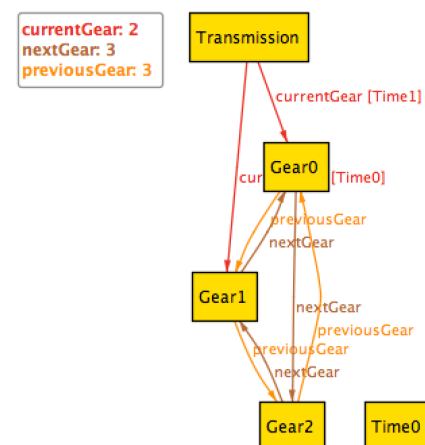 currentGear: 2
nextGear: 3
previousGear: 3
Transmission
currentGear [Time1]
Gear0
cur
[Time0]
previousGear
nextGear
Gear1
nextGear
previousGear
previousGear
nextGear
Gear2
Time0